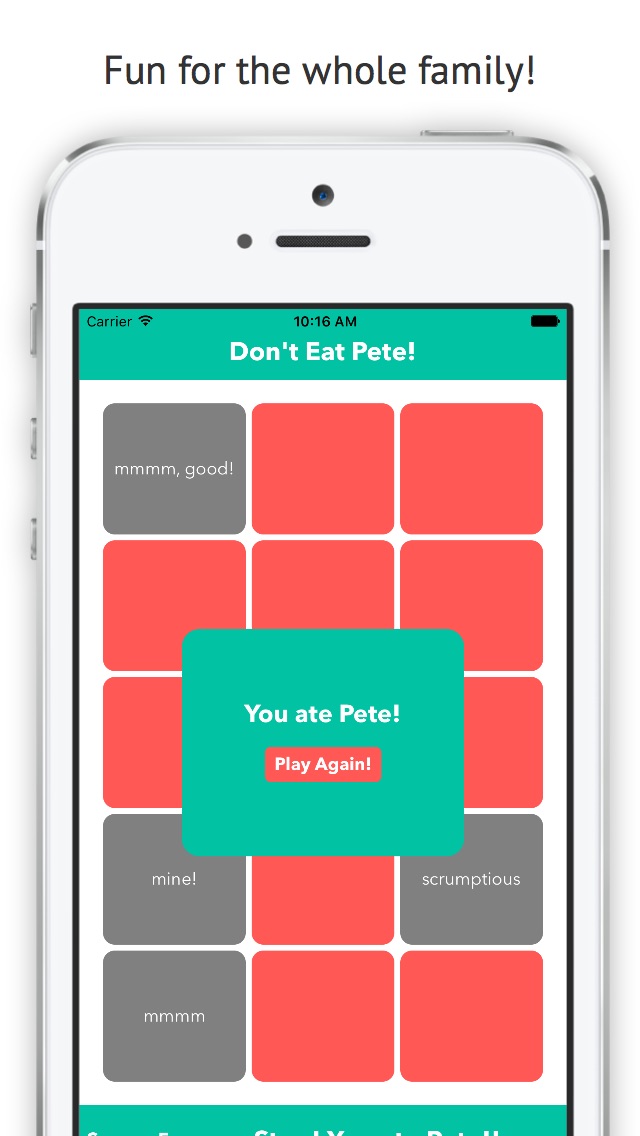 Fun for the whole family!
Carrier 10:16 AM
Don't Eat Pete!
mmmm, good!
You ate Pete!
Play Again!
mine! scrumptious
mmmm